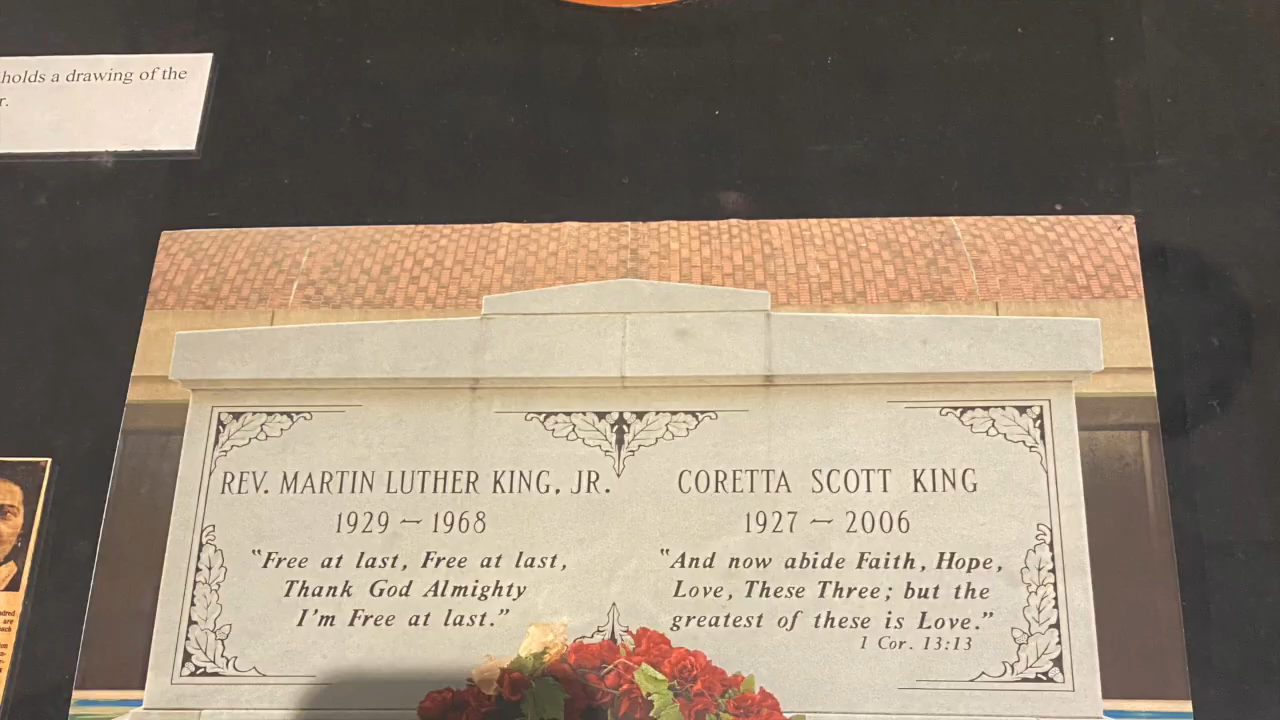 holds a drawing of the
r.
REV. MARTIN LUTHER KING, JR.
1929 – 1968
"Free at last, Free at last,
Thank God Almighty
I'm Free at last."
CORETTA SCOTT KING
1927 – 2006
"And now abide Faith, Hope,
Love, These Three; but the
greatest of these is Love."
1 Cor. 13:13